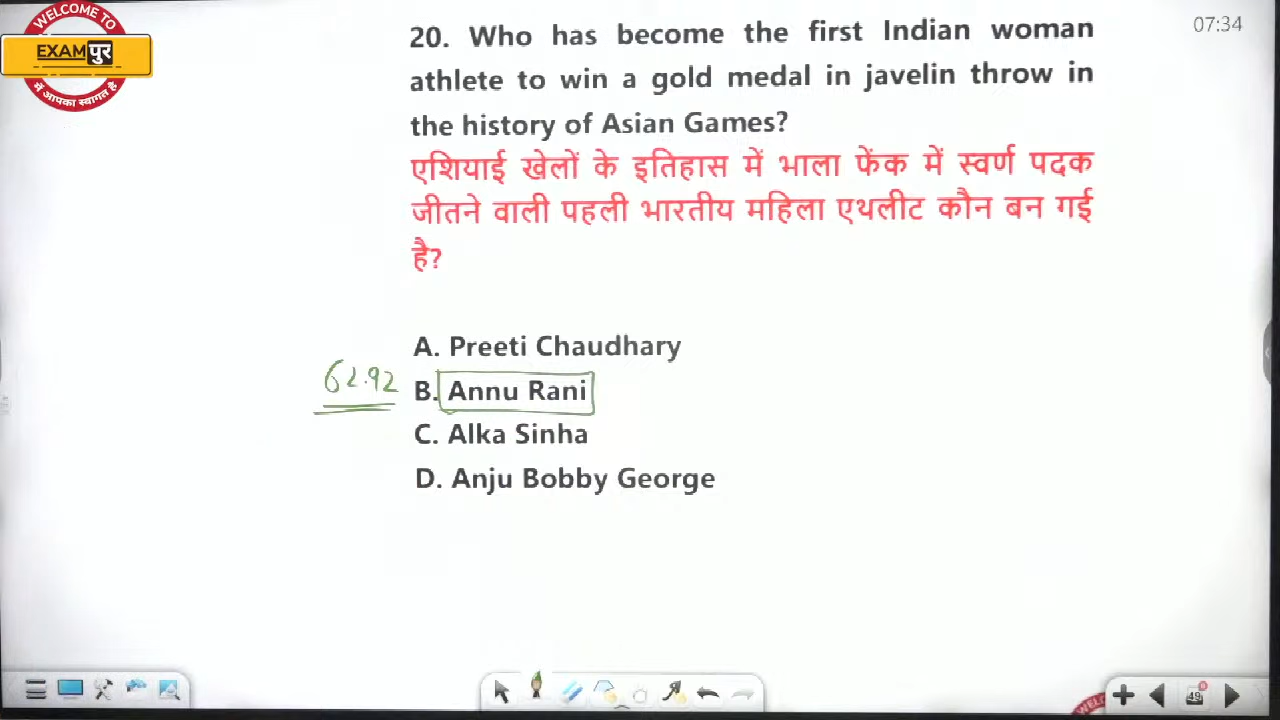 WELCOME TO
EXAMपुर
में आपका स्वागत है
07:34
20. Who has become the first Indian woman
athlete to win a gold medal in javelin throw in
the history of Asian Games?
एशियाई खेलों के इतिहास में भाला फेंक में स्वर्ण पदक
जीतने वाली पहली भारतीय महिला एथलीट कौन बन गई
है?
A. Preeti Chaudhary
62.92
B. Annu Rani
C. Alka Sinha
D. Anju Bobby George
49